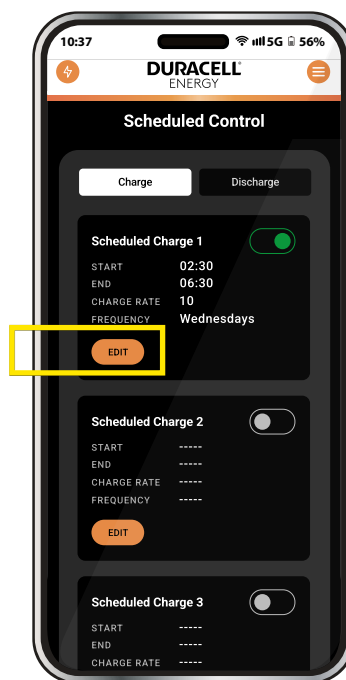 10:37 5G 56%
DURACELL
ENERGY
Scheduled Control
Charge Discharge
Scheduled Charge 1
START 02:30
END 06:30
CHARGE RATE 10
FREQUENCY Wednesdays
EDIT
Scheduled Charge 2
START -----
END -----
CHARGE RATE -----
FREQUENCY -----
EDIT
Scheduled Charge 3
START -----
END -----
CHARGE RATE -----